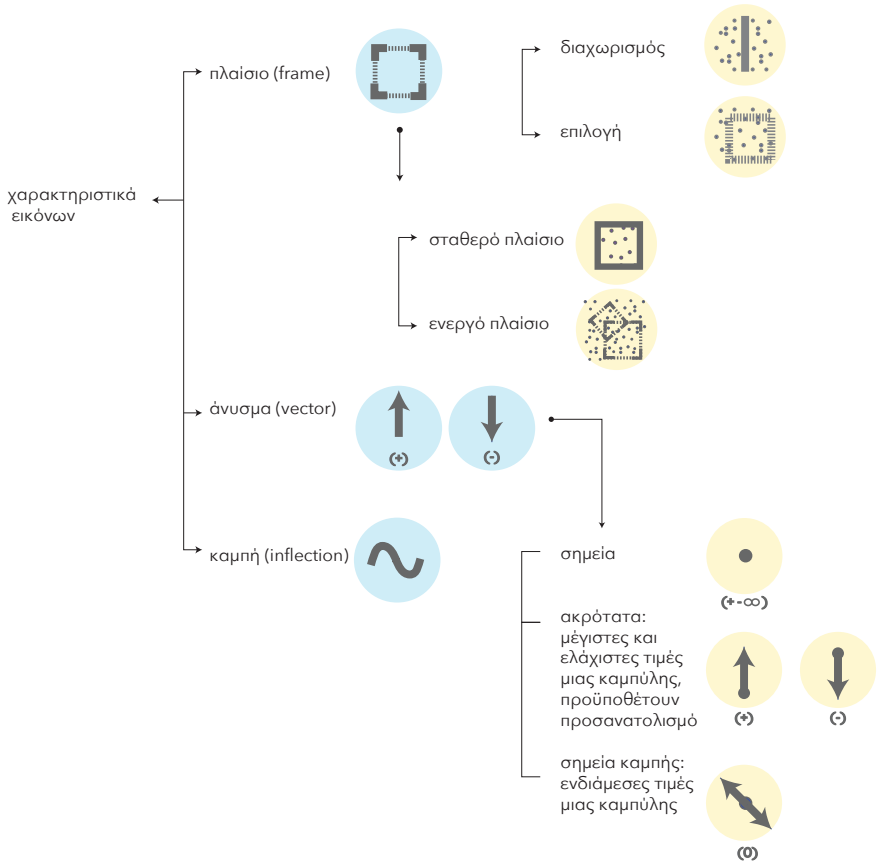 χαρακτηριστικά
εικόνων
πλαίσιο (frame)
διαχωρισμός
επιλογή
σταθερό πλαίσιο
ενεργό πλαίσιο
άνυσμα (vector)
(+)
(-)
καμπή (inflection)
σημεία
(+-∞)
ακρότατα:
μέγιστες και
ελάχιστες τιμές
μιας καμπύλης,
προϋποθέτουν
προσανατολισμό
(+)
(-)
σημεία καμπής:
ενδιάμεσες τιμές
μιας καμπύλης
(0)